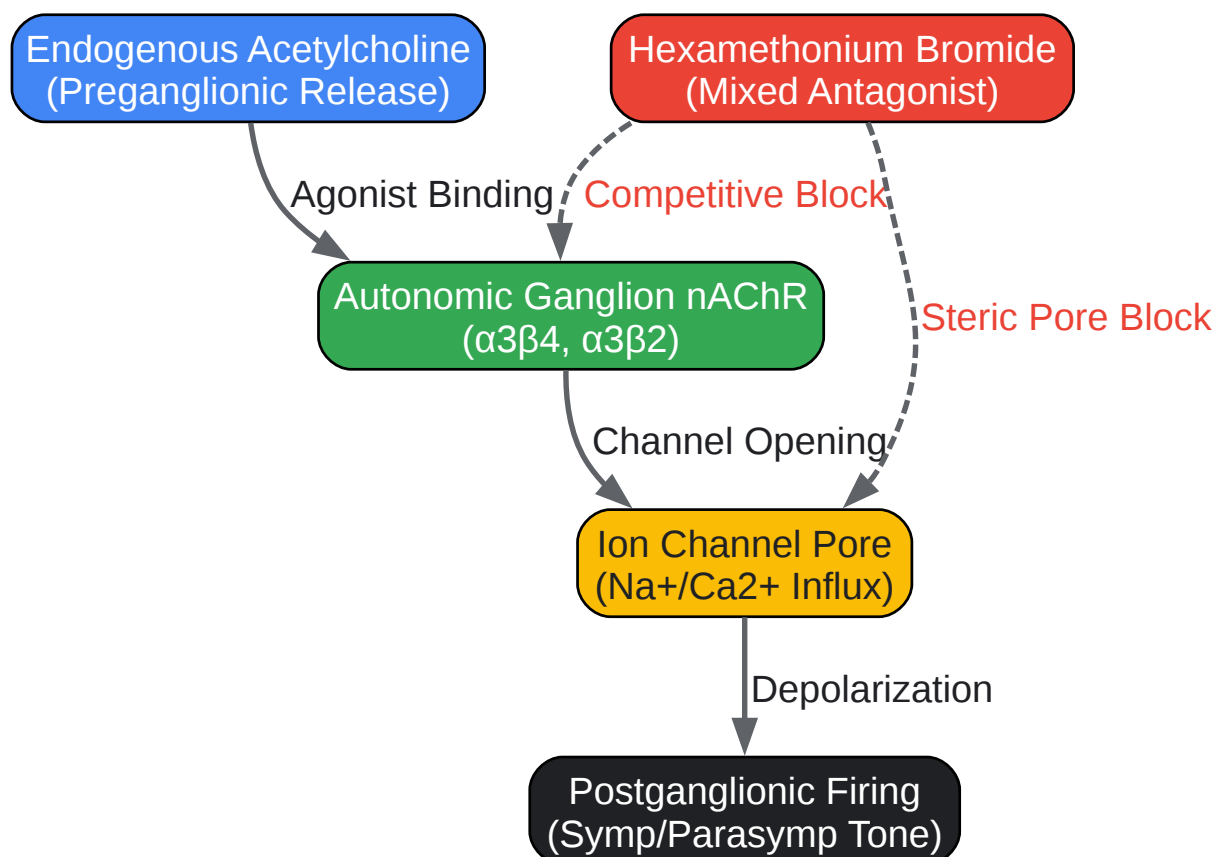 Endogenous Acetylcholine
(Preganglionic Release)
Hexamethonium Bromide
(Mixed Antagonist)
Agonist Binding
Competitive Block
Autonomic Ganglion nAChR
(α3β4, α3β2)
Steric Pore Block
Channel Opening
Ion Channel Pore
(Na+/Ca2+ Influx)
Depolarization
Postganglionic Firing
(Symp/Parasymp Tone)